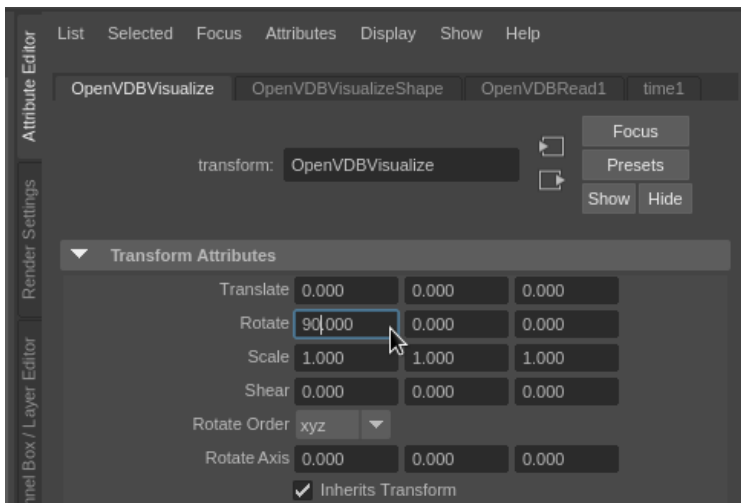 List Selected Focus Attributes Display Show Help
Attribute Editor
OpenVDBVisualize OpenVDBVisualizeShape OpenVDBRead1 time1
Focus
transform: OpenVDBVisualize
Presets
Show Hide
Render Settings
Transform Attributes
Translate 0.000 0.000 0.000
Rotate 90.000 0.000 0.000
Scale 1.000 1.000 1.000
Shear 0.000 0.000 0.000
Rotate Order xyz
Rotate Axis 0.000 0.000 0.000
Inherits Transform
nnel Box / Layer Editor